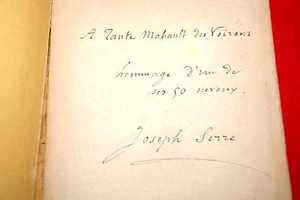 A Tante Mahault des Voirons
hommage d'un de
ses 50 neveux.
Joseph Serre